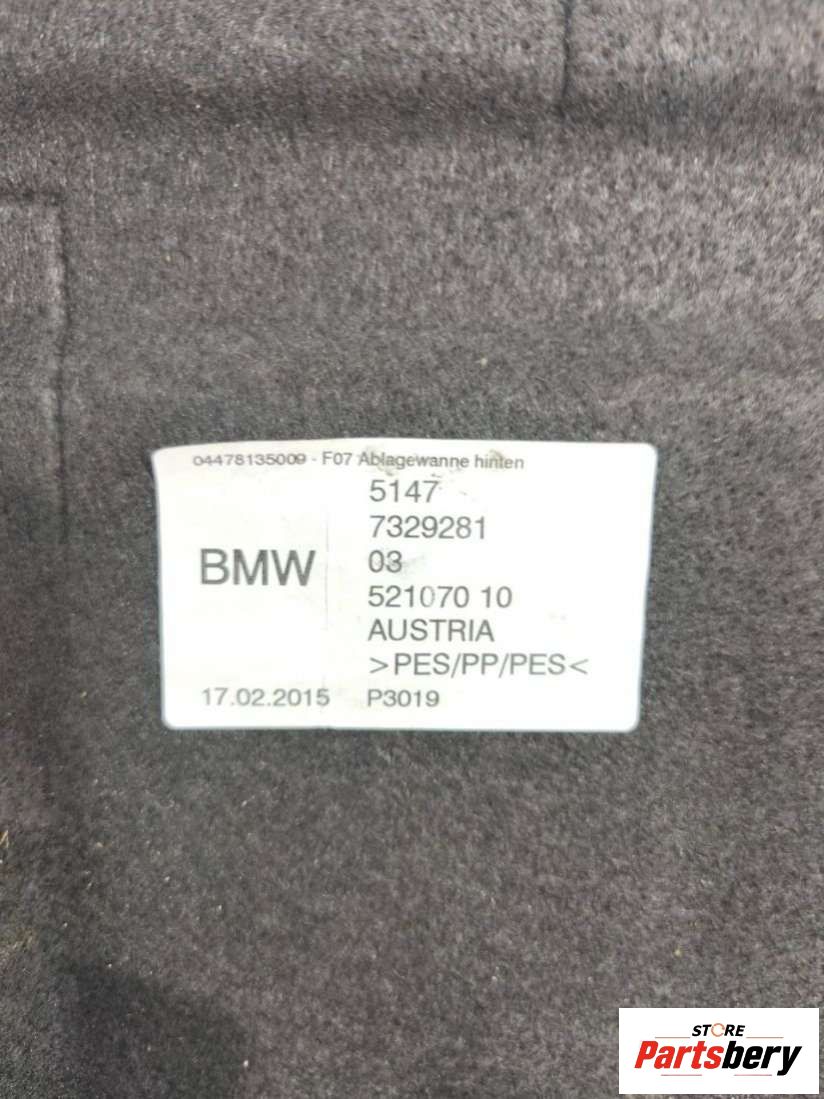 04478135009 - F07 Ablagewanne hinten
5147
7329281
BMW
03
521070 10
AUSTRIA
>PES/PP/PES<
17.02.2015 P3019
STORE
Partsbery